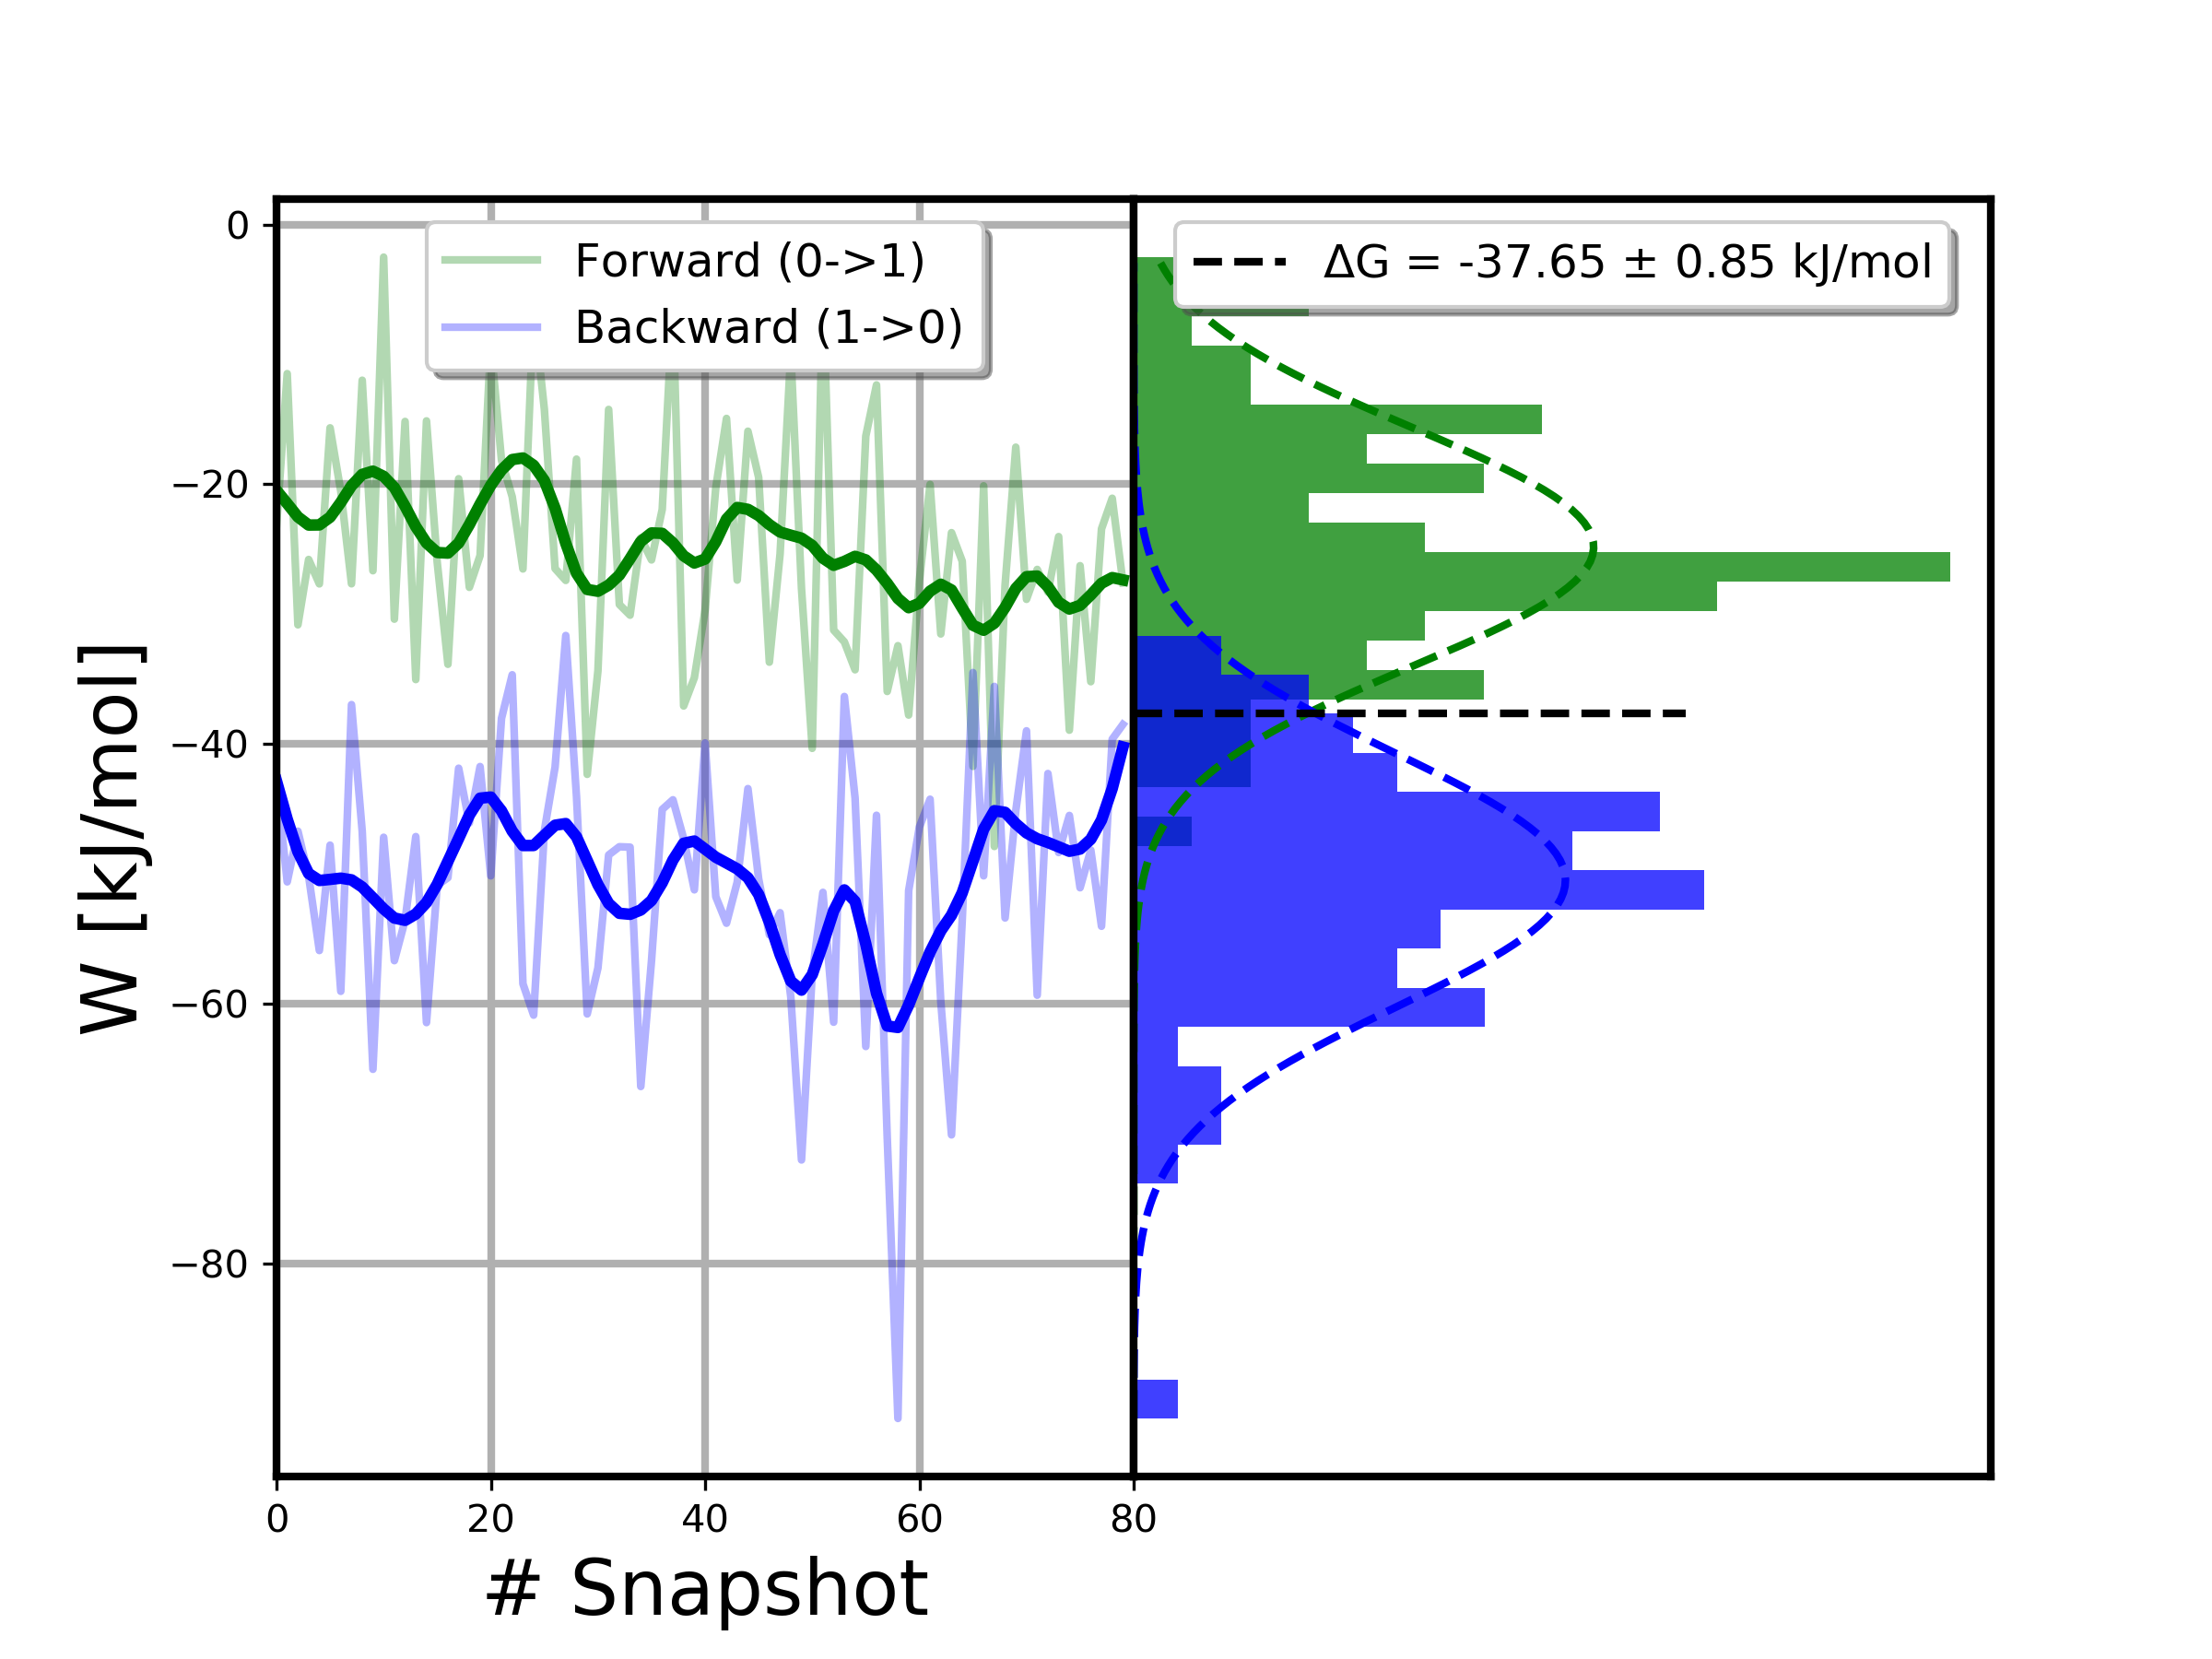 Forward (0->1)
Backward (1->0)
ΔG = -37.65 ± 0.85 kJ/mol
W [kJ/mol]
0
−20
−40
−60
−80
0 20 40 60 80
# Snapshot